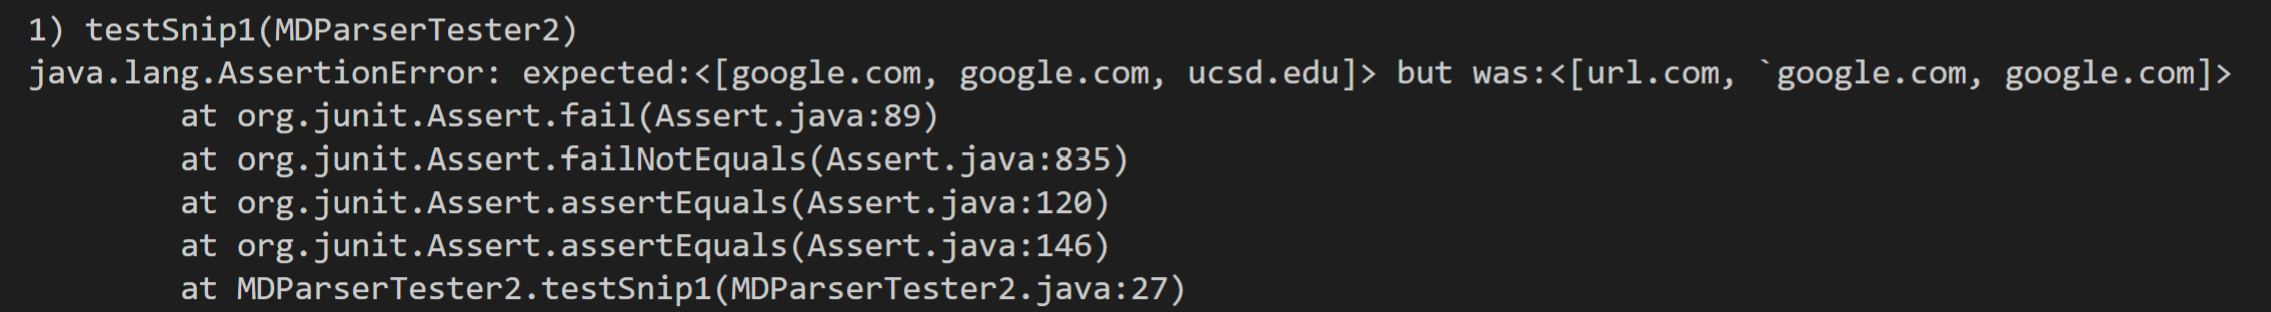 1) testSnip1(MDParserTester2)
java.lang.AssertionError: expected:<[google.com, google.com, ucsd.edu]> but was:<[url.com, `google.com, google.com]>
at org.junit.Assert.fail(Assert.java:89)
at org.junit.Assert.failNotEquals(Assert.java:835)
at org.junit.Assert.assertEquals(Assert.java:120)
at org.junit.Assert.assertEquals(Assert.java:146)
at MDParserTester2.testSnip1(MDParserTester2.java:27)